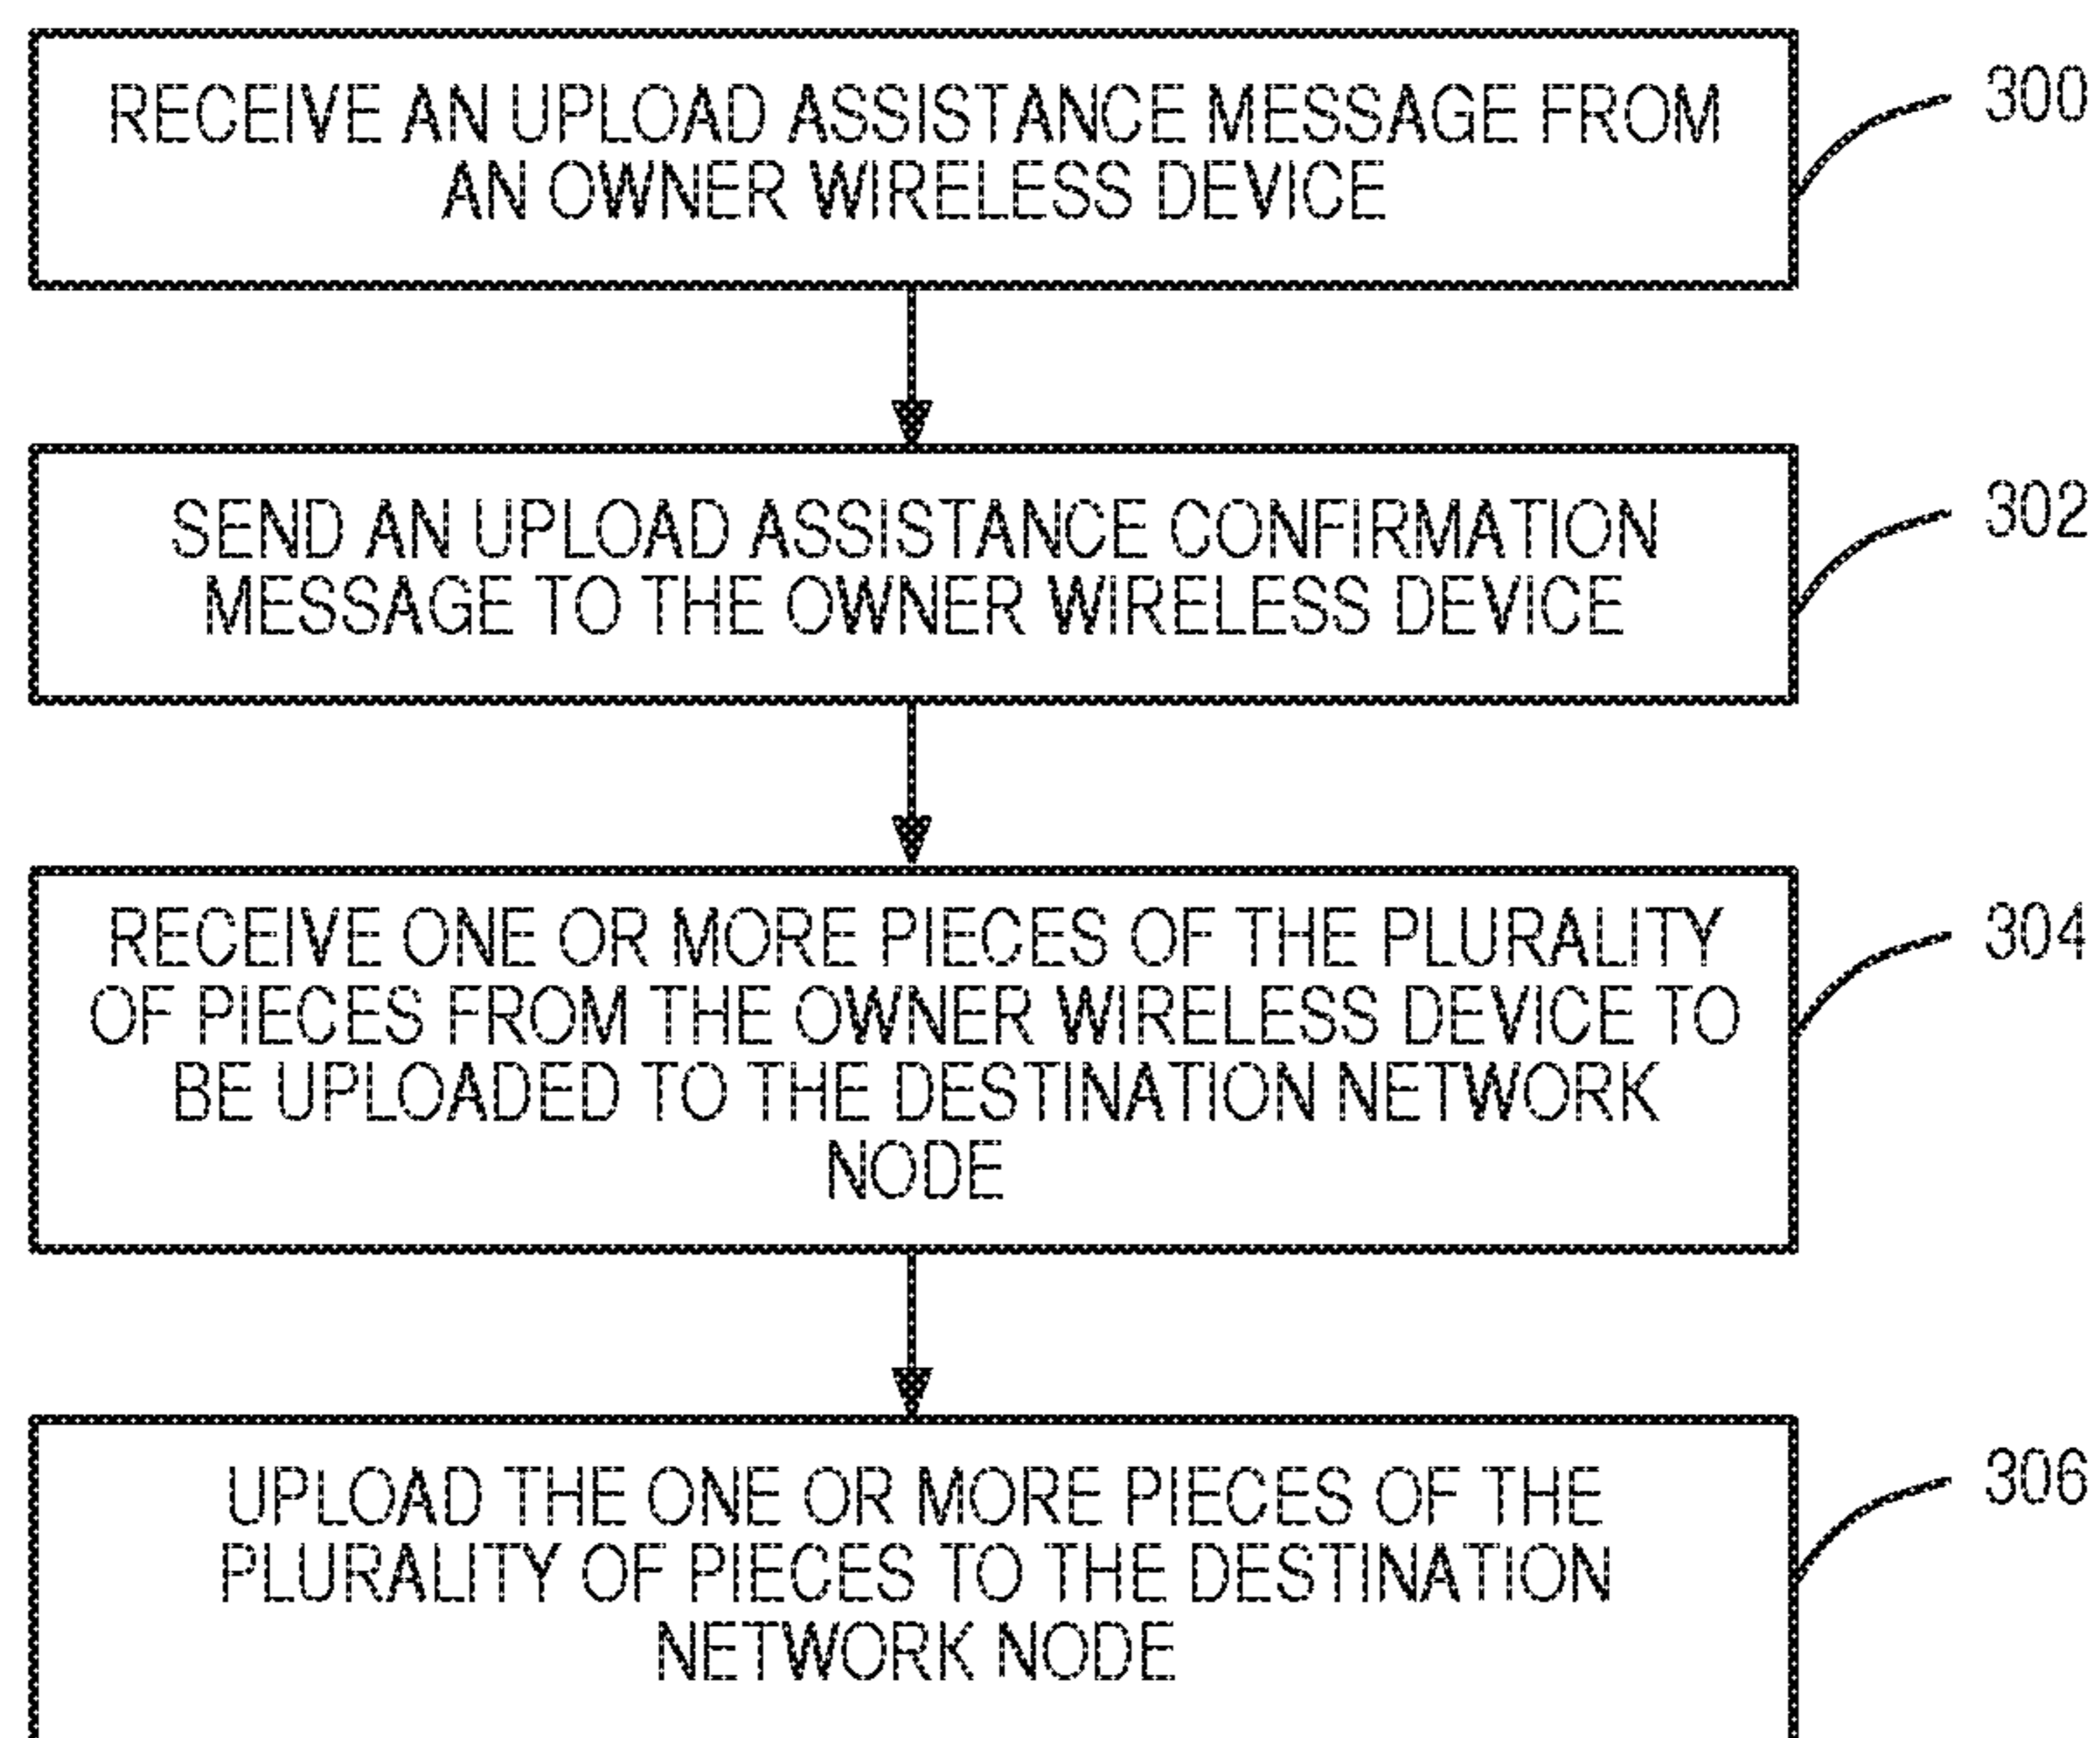 RECEIVE AN UPLOAD ASSISTANCE MESSAGE FROM
AN OWNER WIRELESS DEVICE
300
SEND AN UPLOAD ASSISTANCE CONFIRMATION
MESSAGE TO THE OWNER WIRELESS DEVICE
302
RECEIVE ONE OR MORE PIECES OF THE PLURALITY
OF PIECES FROM THE OWNER WIRELESS DEVICE TO
BE UPLOADED TO THE DESTINATION NETWORK
NODE
304
UPLOAD THE ONE OR MORE PIECES OF THE
PLURALITY OF PIECES TO THE DESTINATION
NETWORK NODE
306